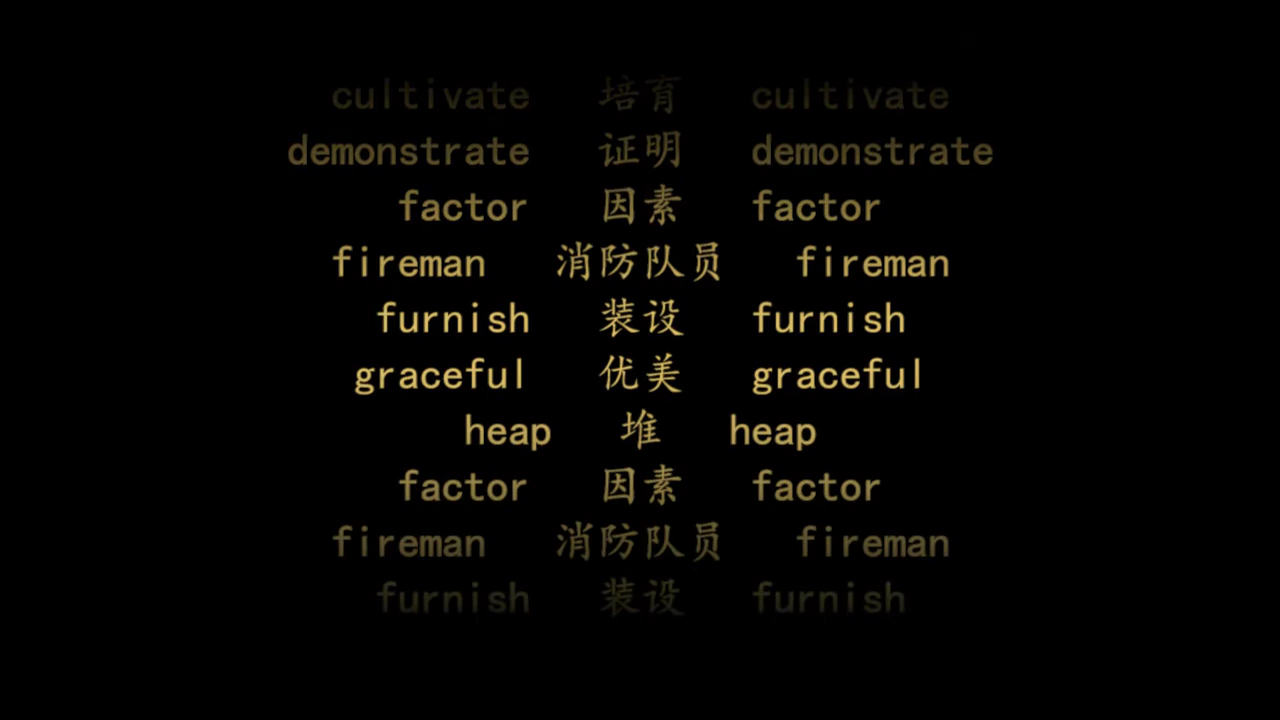 cultivate 培育 cultivate
demonstrate 证明 demonstrate
factor 因素 factor
fireman 消防队员 fireman
furnish 装设 furnish
graceful 优美 graceful
heap 堆 heap
factor 因素 factor
fireman 消防队员 fireman
furnish 装设 furnish